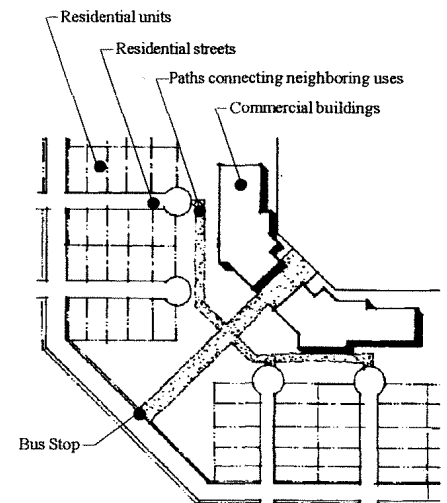 Residential units
Residential streets
Paths connecting neighboring uses
Commercial buildings
Bus Stop